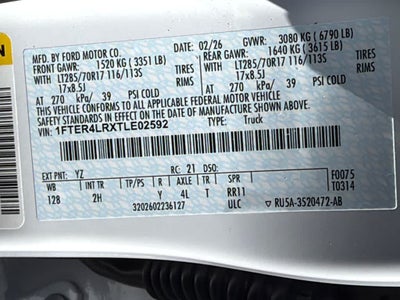 MFD. BY FORD MOTOR CO. 02/26 GVWR: 3080 KG ( 6790 LB)
FRONT GAWR: 1520 KG ( 3351 LB) REAR GAWR: 1640 KG ( 3615 LB)
LT285/70R17 116/113S TIRES LT285/70R17 116/113S TIRES
17x8.5J RIMS 17x8.5J RIMS
AT 270 kPa/ 39 PSI COLD AT 270 kPa/ 39 PSI COLD
THIS VEHICLE CONFORMS TO ALL APPLICABLE FEDERAL MOTOR VEHICLE
SAFETY STANDARDS IN EFFECT ON THE DATE OF MANUFACTURE SHOWN ABOVE.
VIN: 1FTER4LRXTLE02592 TYPE: Truck
EXT PNT: YZ RC: 21 DSO: F0075
T0314
WB INT TR TP/PS R AXLE TR SPR
128 2H Y 4L T RR11
3202602236127 ULC ▽ RU5A-3520472-AB